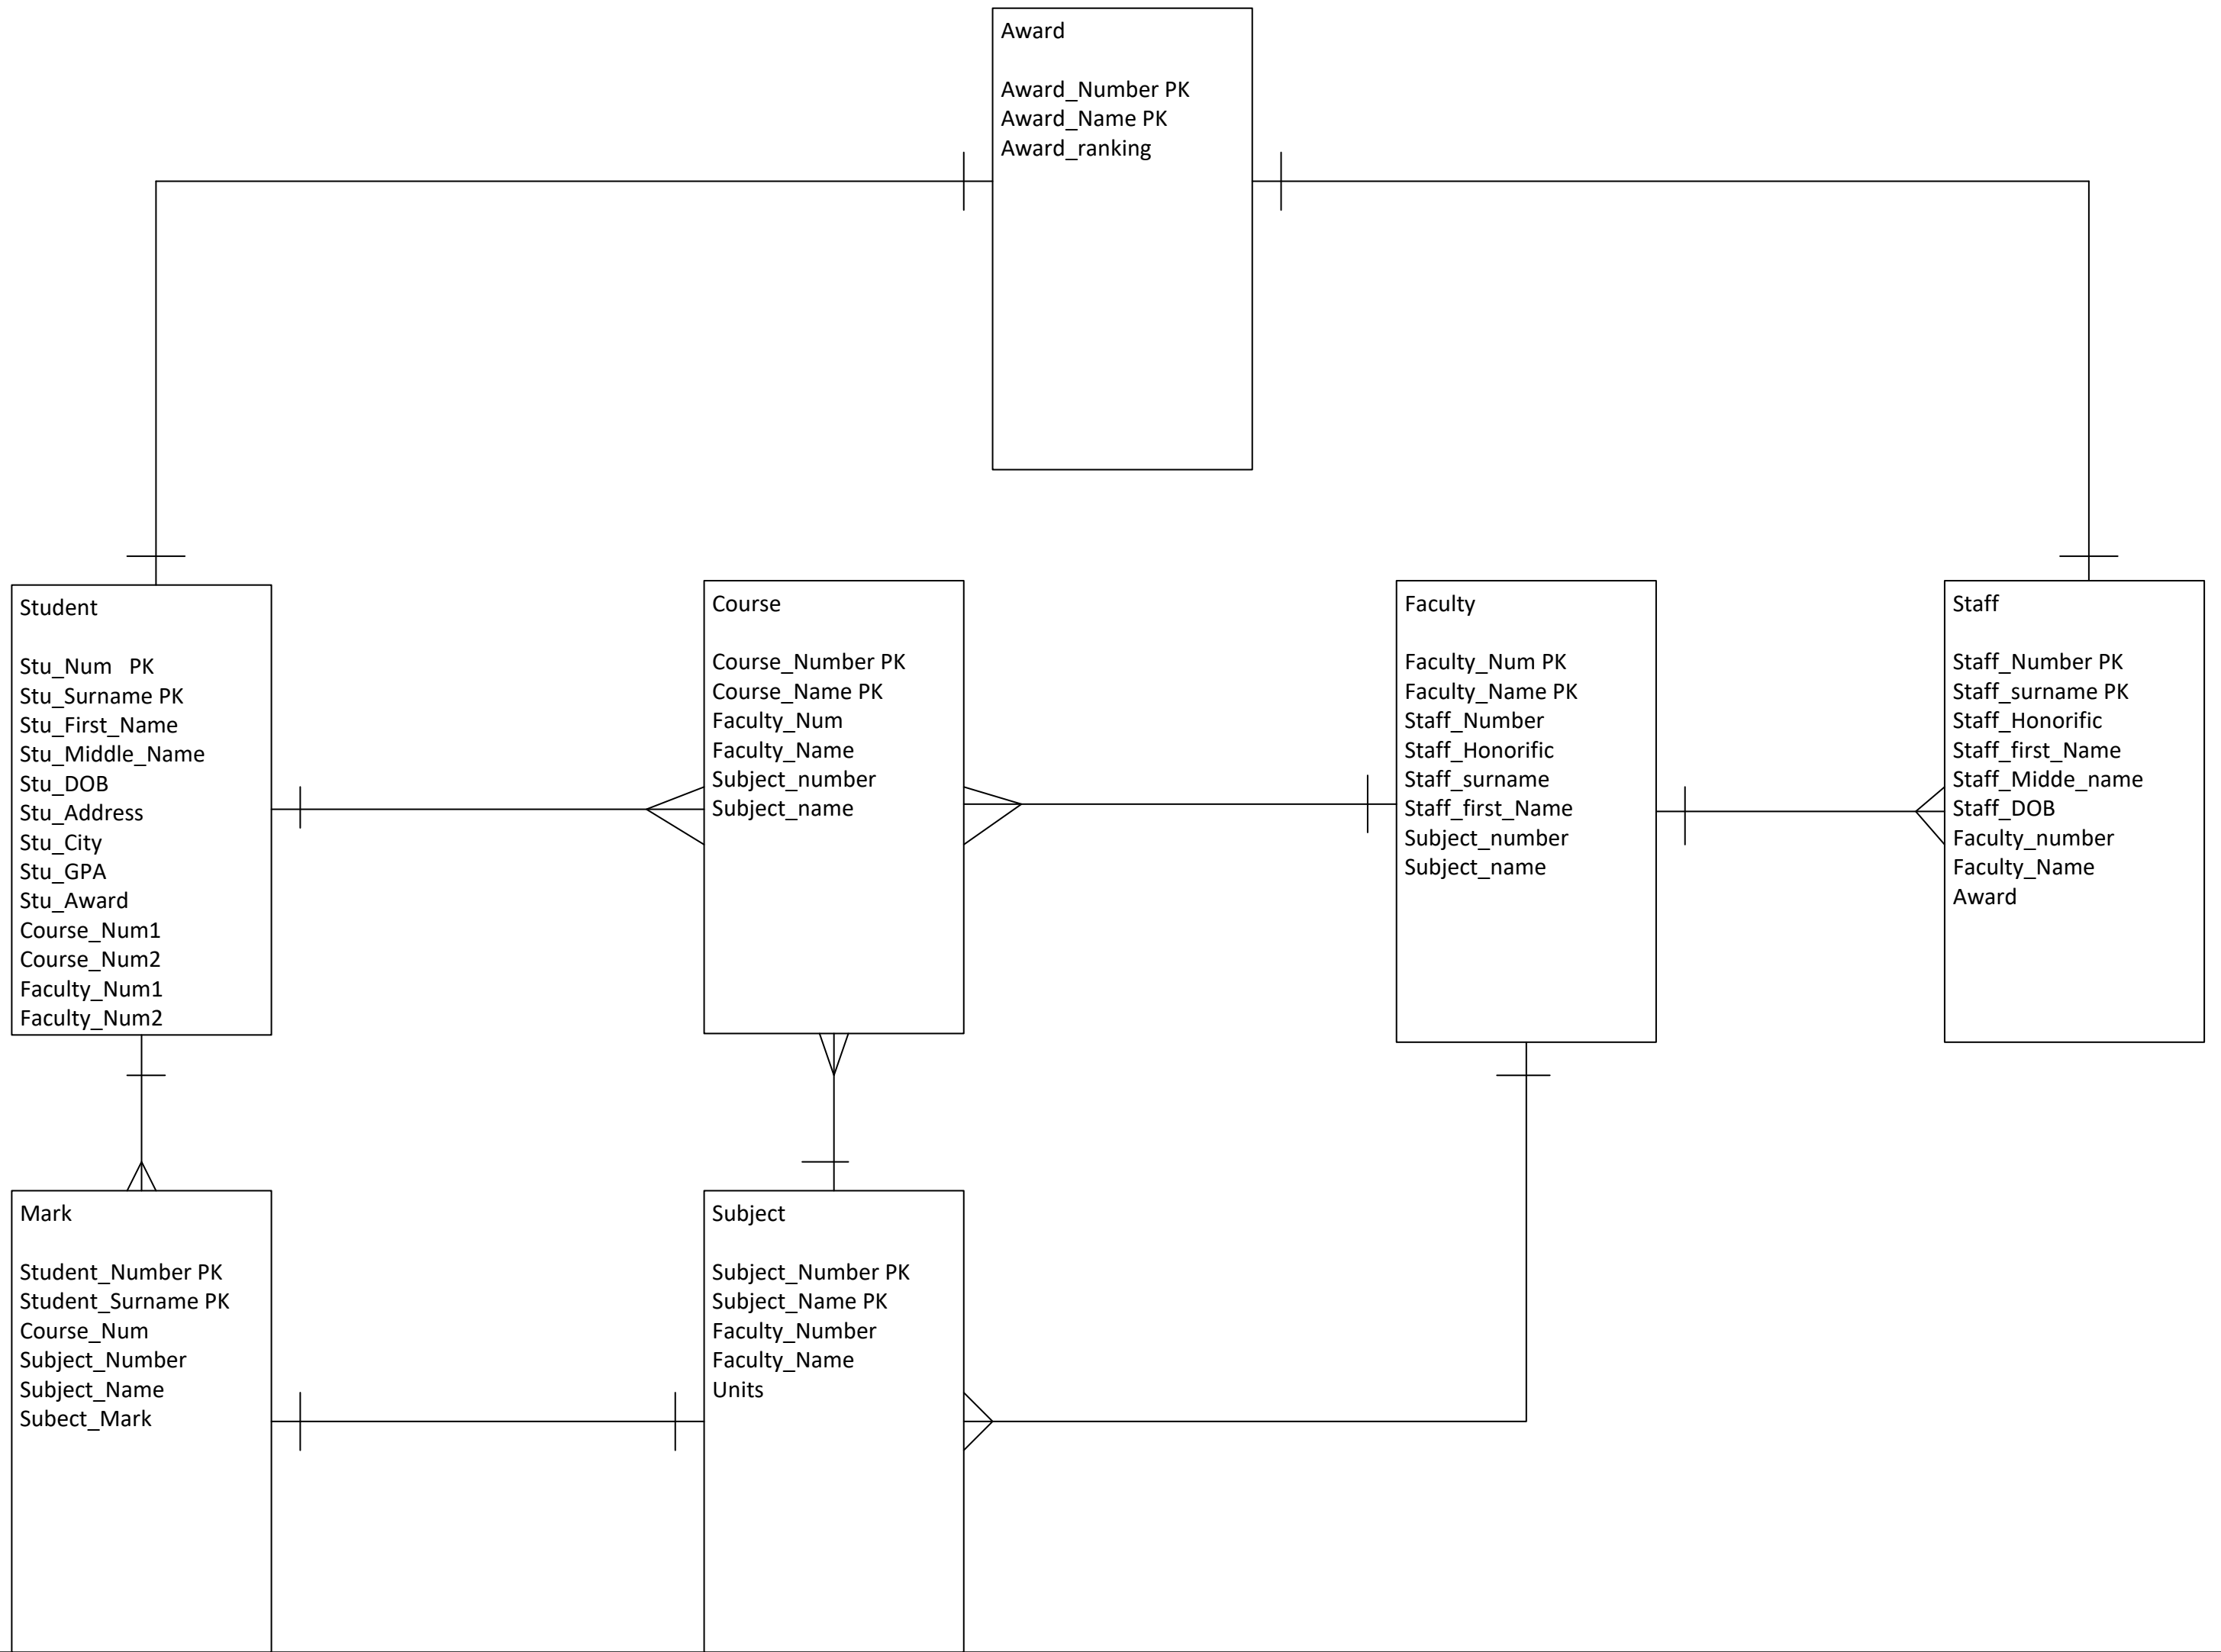 Award
Award_Number PK
Award_Name PK
Award_ranking
Student
Stu_Num   PK
Stu_Surname PK
Stu_First_Name
Stu_Middle_Name
Stu_DOB
Stu_Address
Stu_City
Stu_GPA
Stu_Award
Course_Num1
Course_Num2
Faculty_Num1
Faculty_Num2
Course
Course_Number PK
Course_Name PK
Faculty_Num
Faculty_Name
Subject_number
Subject_name
Faculty
Faculty_Num PK
Faculty_Name PK
Staff_Number
Staff_Honorific
Staff_surname
Staff_first_Name
Subject_number
Subject_name
Staff
Staff_Number PK
Staff_surname PK
Staff_Honorific
Staff_first_Name
Staff_Midde_name
Staff_DOB
Faculty_number
Faculty_Name
Award
Mark
Student_Number PK
Student_Surname PK
Course_Num
Subject_Number
Subject_Name
Subect_Mark
Subject
Subject_Number PK
Subject_Name PK
Faculty_Number
Faculty_Name
Units